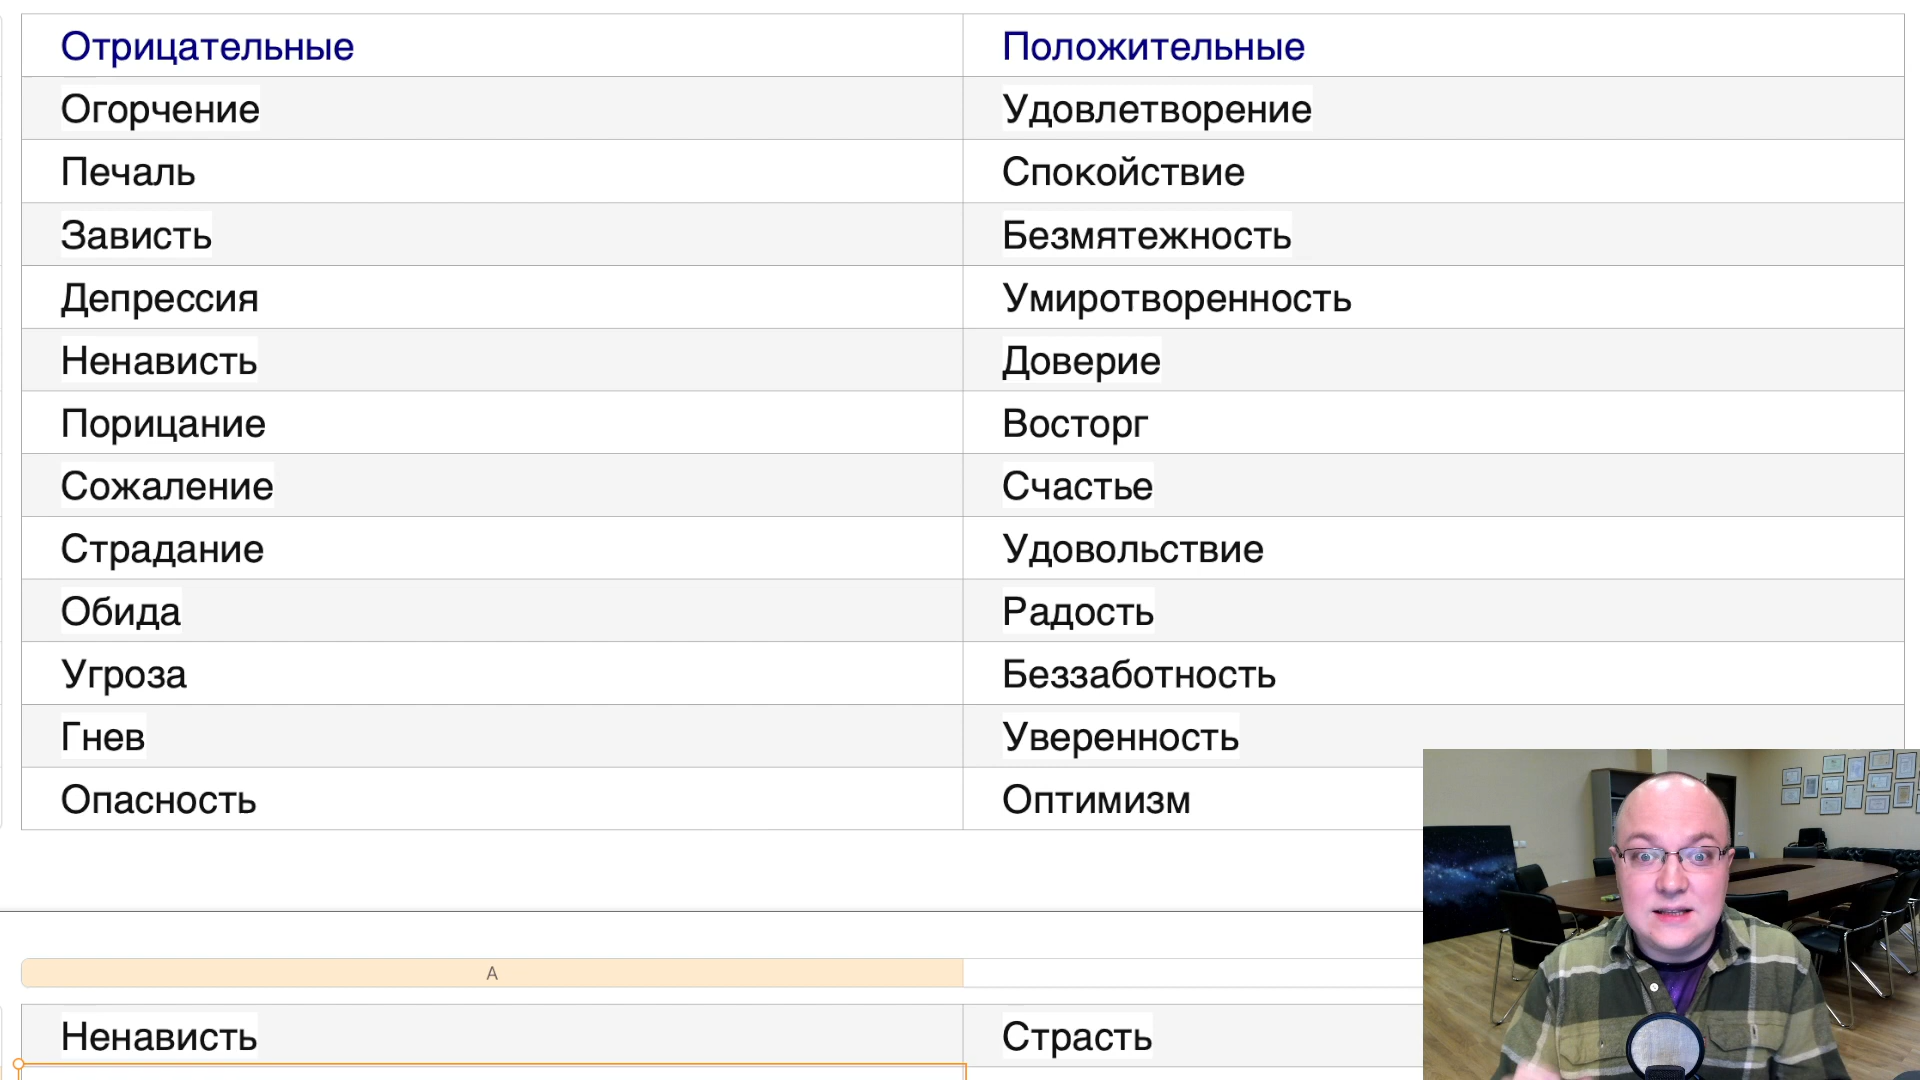 Отрицательные Положительные
Огорчение Удовлетворение
Печаль Спокойствие
Зависть Безмятежность
Депрессия Умиротворенность
Ненависть Доверие
Порицание Восторг
Сожаление Счастье
Страдание Удовольствие
Обида Радость
Угроза Беззаботность
Гнев Уверенность
Опасность Оптимизм
A
Ненависть Страсть